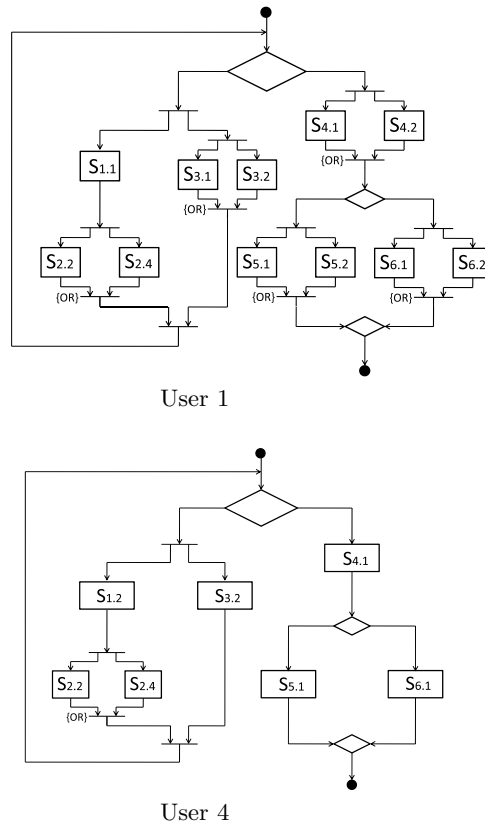 S4.1 S4.2
{OR}
S1.1 S3.1 S3.2
{OR}
S2.2 S2.4 S5.1 S5.2 S6.1 S6.2
{OR} {OR} {OR}
User 1
S4.1
S1.2 S3.2
S2.2 S2.4 S5.1 S6.1
{OR}
User 4